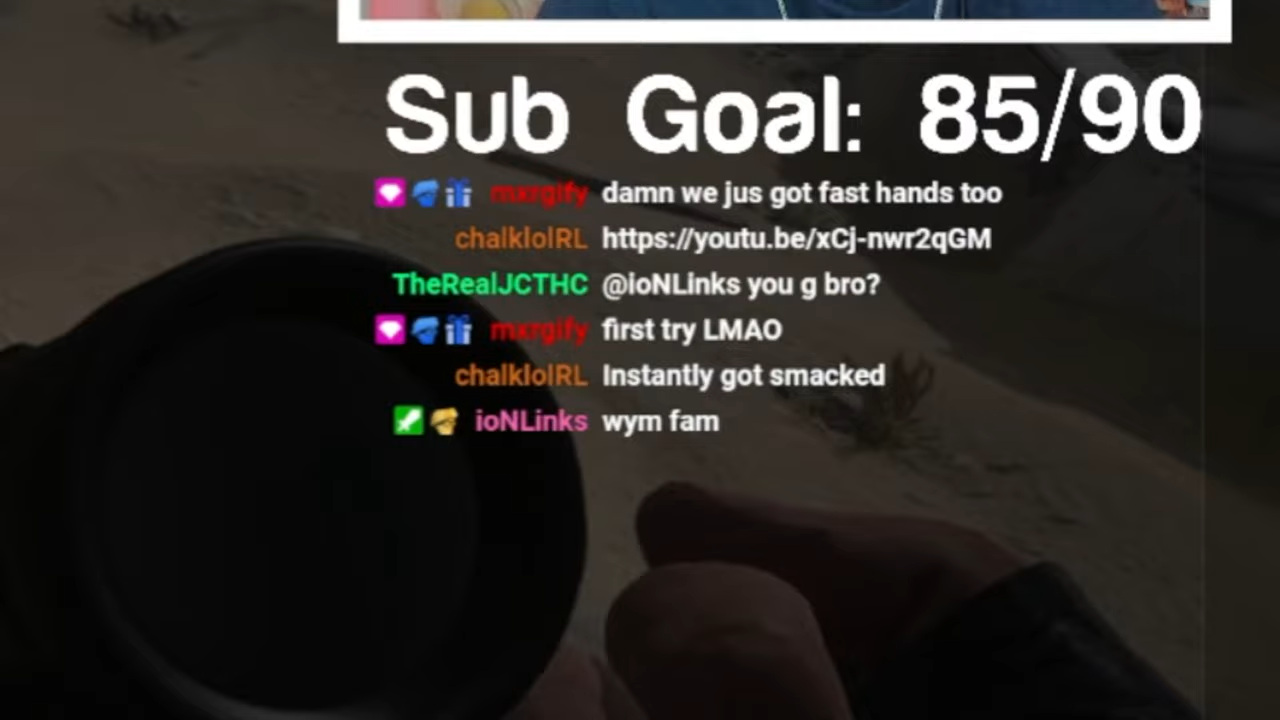 Sub Goal: 85/90
mxrgify damn we jus got fast hands too
chalklolRL https://youtu.be/xCj-nwr2qGM
TheRealJCTHC @ioNLinks you g bro?
mxrgify first try LMAO
chalklolRL Instantly got smacked
ioNLinks wym fam